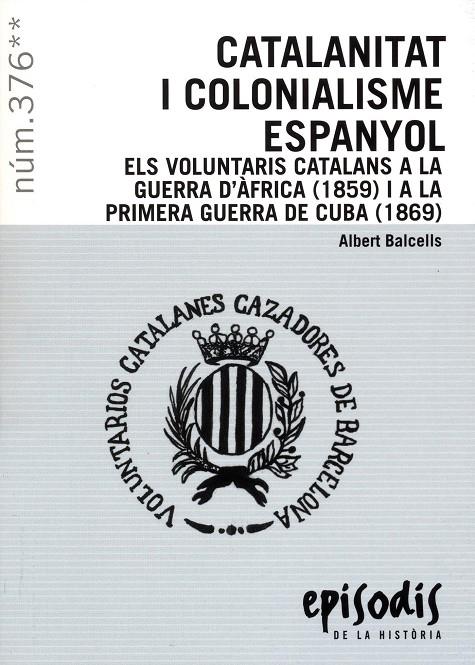 núm.376**
CATALANITAT
I COLONIALISME
ESPANYOL
ELS VOLUNTARIS CATALANS A LA
GUERRA D'ÀFRICA (1859) I A LA
PRIMERA GUERRA DE CUBA (1869)
Albert Balcells
VOLUNTARIOS CATALANES CAZADORES DE BARCELONA
episodis
DE LA HISTÒRIA